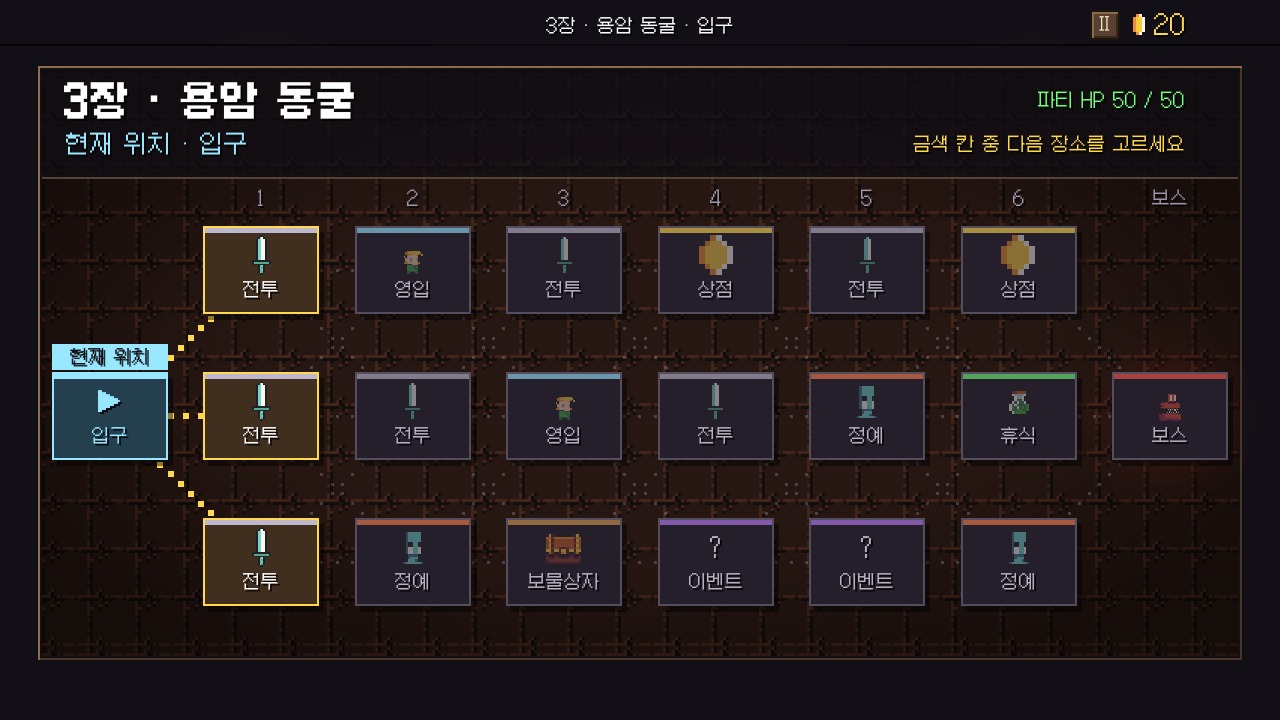 3장 · 용암 동굴 · 입구
II 20
3장 · 용암 동굴
파티 HP 50 / 50
현재 위치 · 입구
금색 칸 중 다음 장소를 고르세요
1 2 3 4 5 6 보스
전투 영입 전투 상점 전투 상점
현재 위치
입구 전투 전투 영입 전투 정예 휴식 보스
? ?
전투 정예 보물상자 이벤트 이벤트 정예